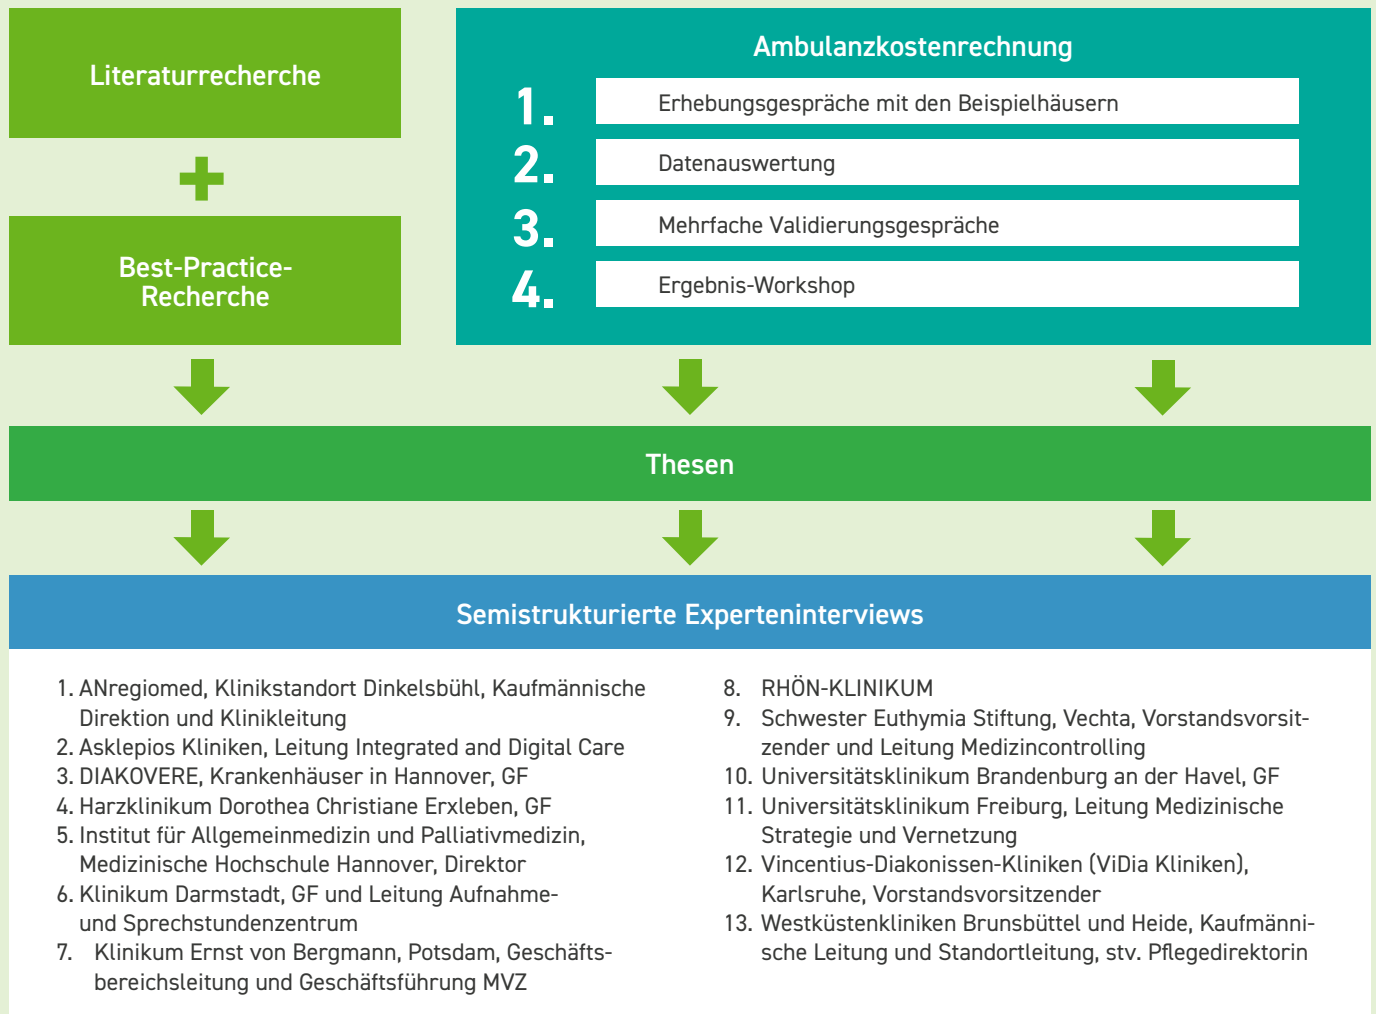 Literaturrecherche
+
Best-Practice-
Recherche
Ambulanzkostenrechnung
1. Erhebungsgespräche mit den Beispielhäusern
2. Datenauswertung
3. Mehrfache Validierungsgespräche
4. Ergebnis-Workshop
Thesen
Semistrukturierte Experteninterviews
1. ANregiomed, Klinikstandort Dinkelsbühl, Kaufmännische
Direktion und Klinikleitung
2. Asklepios Kliniken, Leitung Integrated and Digital Care
3. DIAKOVERE, Krankenhäuser in Hannover, GF
4. Harzklinikum Dorothea Christiane Erxleben, GF
5. Institut für Allgemeinmedizin und Palliativmedizin,
Medizinische Hochschule Hannover, Direktor
6. Klinikum Darmstadt, GF und Leitung Aufnahme-
und Sprechstundenzentrum
7. Klinikum Ernst von Bergmann, Potsdam, Geschäfts-
bereichsleitung und Geschäftsführung MVZ
8. RHÖN-KLINIKUM
9. Schwester Euthymia Stiftung, Vechta, Vorstandsvorsit-
zender und Leitung Medizincontrolling
10. Universitätsklinikum Brandenburg an der Havel, GF
11. Universitätsklinikum Freiburg, Leitung Medizinische
Strategie und Vernetzung
12. Vincentius-Diakonissen-Kliniken (ViDia Kliniken),
Karlsruhe, Vorstandsvorsitzender
13. Westküstenkliniken Brunsbüttel und Heide, Kaufmänni-
sche Leitung und Standortleitung, stv. Pflegedirektorin